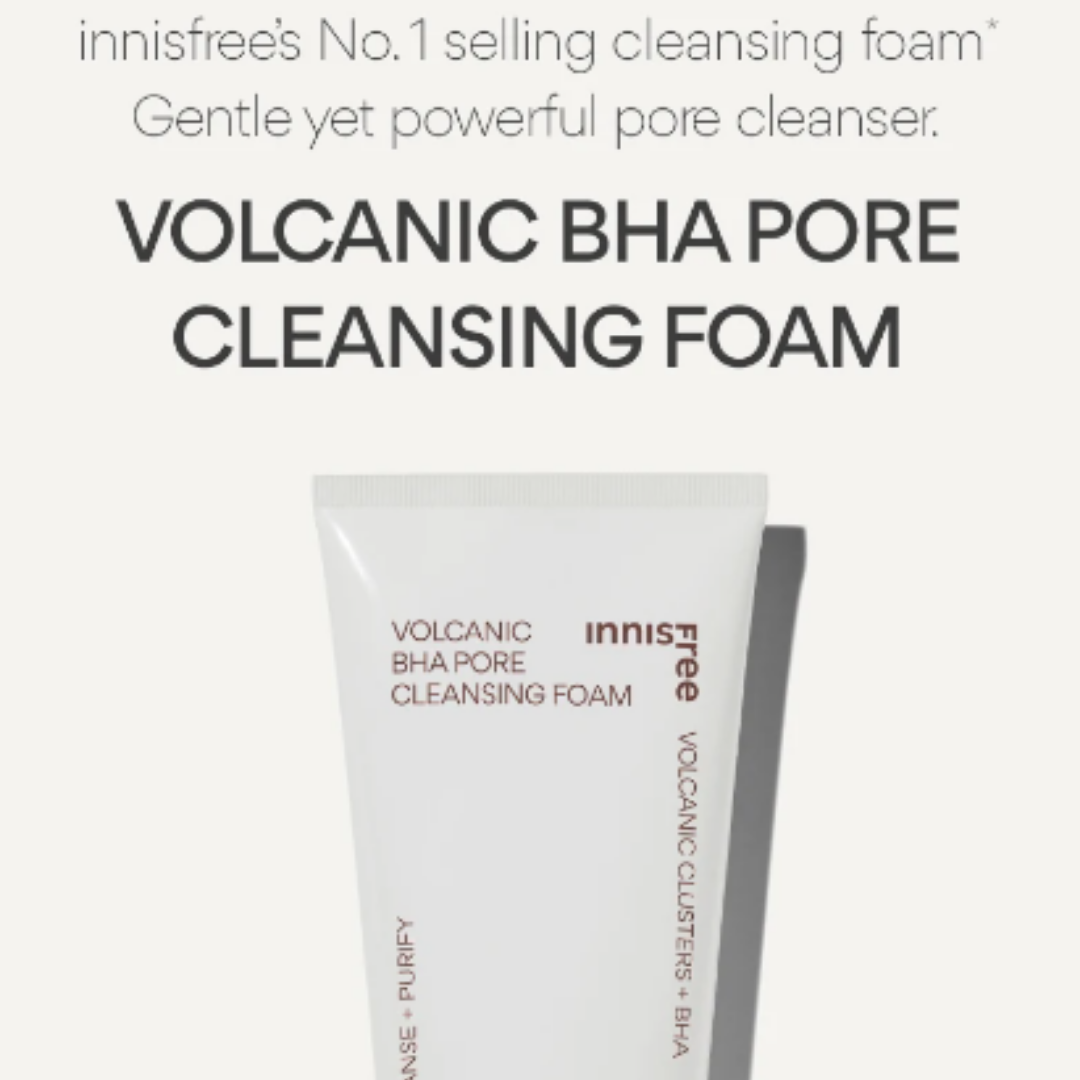 innisfree's No.1 selling cleansing foam*
Gentle yet powerful pore cleanser.
VOLCANIC BHA PORE
CLEANSING FOAM
VOLCANIC
BHA PORE
CLEANSING FOAM
innisfree
VOLCANIC CLUSTERS + BHA
+ PURIFY